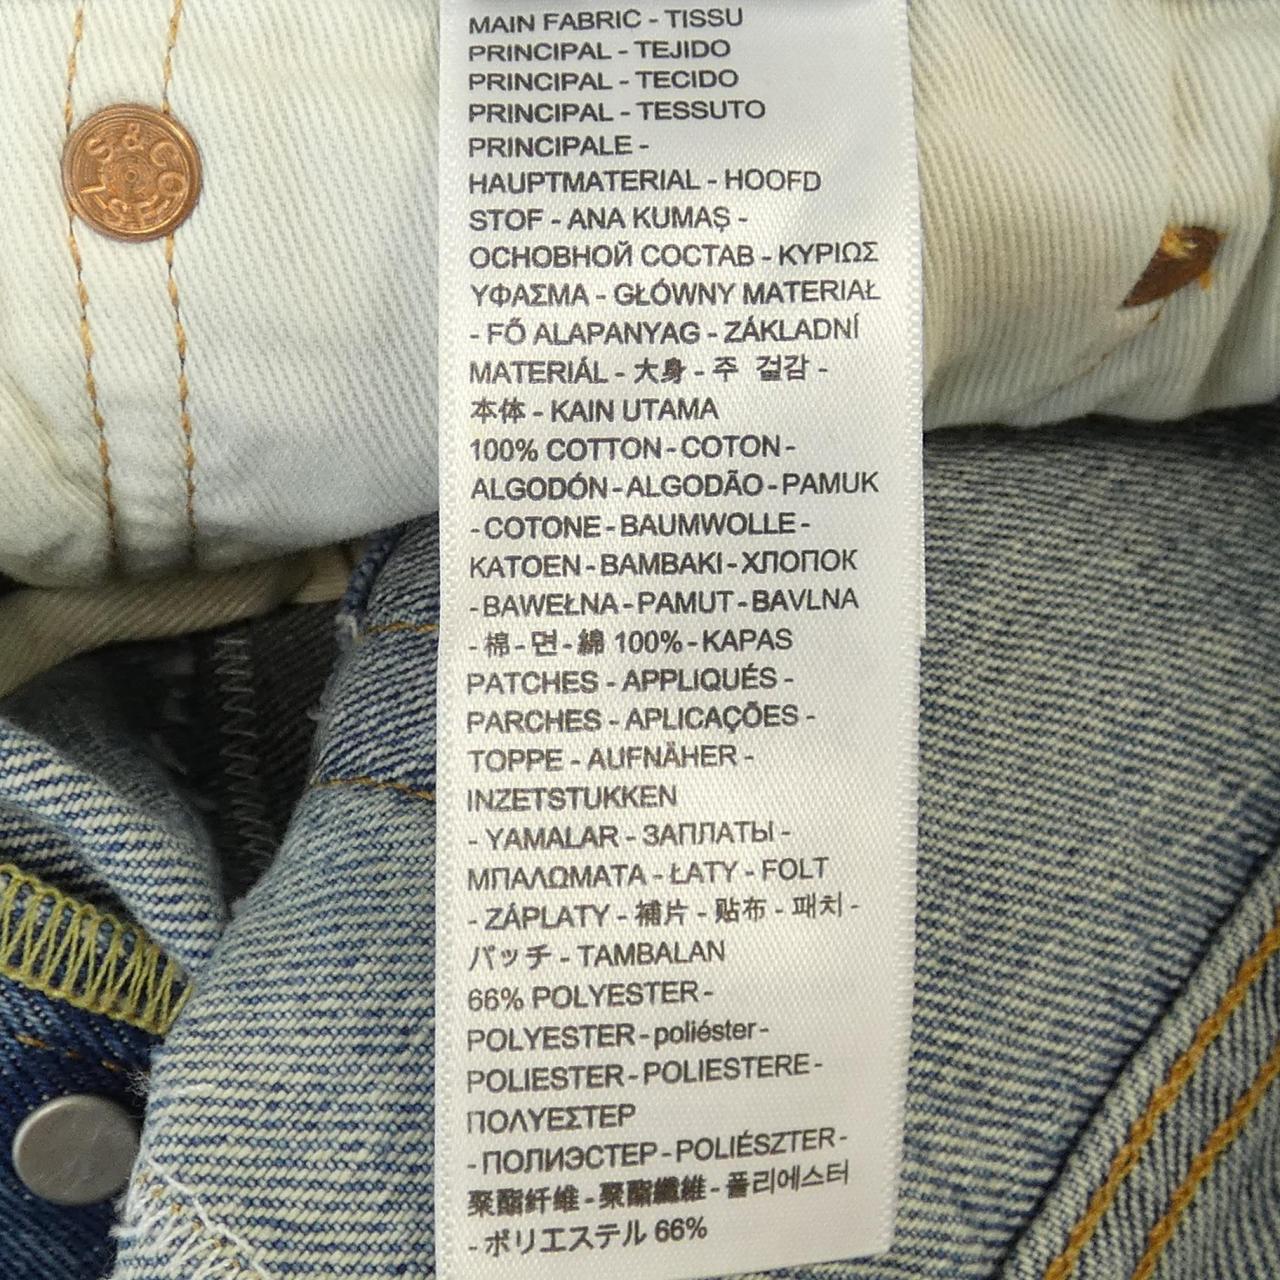 MAIN FABRIC - TISSU
PRINCIPAL - TEJIDO
PRINCIPAL - TECIDO
PRINCIPAL - TESSUTO
PRINCIPALE -
HAUPTMATERIAL - HOOFD
STOF - ANA KUMAŞ -
ОСНОВНОЙ СОСТАВ - ΚΥΡΙΩΣ
ΥΦΑΣΜΑ - GŁÓWNY MATERIAŁ
- FŐ ALAPANYAG - ZÁKLADNÍ
MATERIÁL - 大身 - 주 겉감 -
本体 - KAIN UTAMA
100% COTTON - COTON -
ALGODÓN - ALGODÃO - PAMUK
- COTONE - BAUMWOLLE -
KATOEN - BAMBAKI - ХЛОПОК
- BAWEŁNA - PAMUT - BAVLNA
- 棉 - 면 - 綿 100% - KAPAS
PATCHES - APPLIQUÉS -
PARCHES - APLICAÇÕES -
TOPPE - AUFNÄHER -
INZETSTUKKEN
- YAMALAR - ЗАПЛАТЫ -
ΜΠΑΛΩΜΑΤΑ - ŁATY - FOLT
- ZÁPLATY - 補片 - 贴布 - 패치 -
パッチ - TAMBALAN
66% POLYESTER -
POLYESTER - poliéster -
POLIESTER - POLIESTERE -
ΠΟΛΥΕΣΤΕΡ
- ПОЛИЭСТЕР - POLIÉSZTER -
聚酯纤维 - 聚酯纖維 - 폴리에스터
- ポリエステル 66%